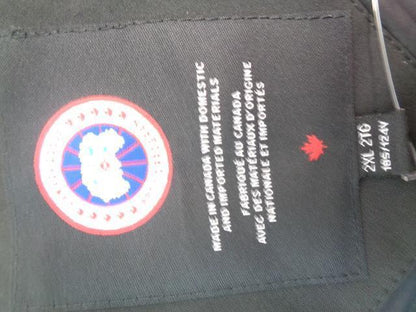 MADE IN CANADA WITH DOMESTIC
AND IMPORTED MATERIALS
FABRIQUÉ AU CANADA
AVEC DES MATÉRIAUX D'ORIGINE
NATIONALE ET IMPORTÉS
2XL 2TG
185/124V